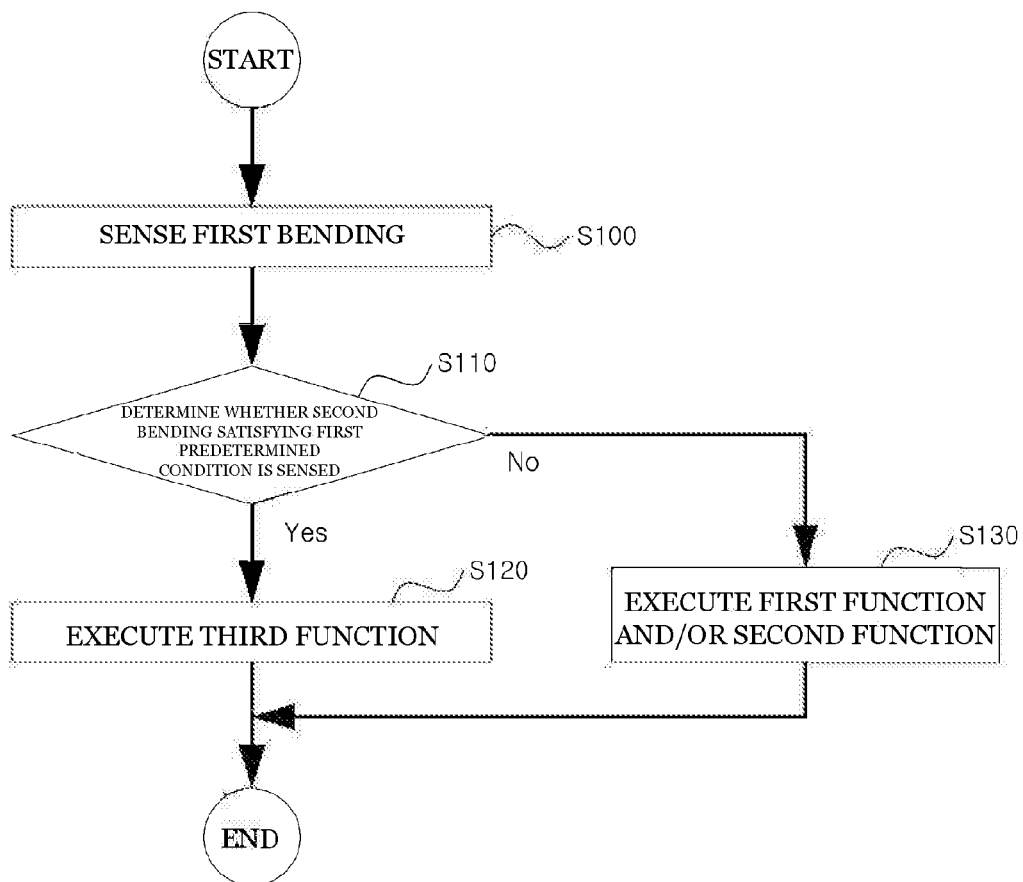 START
SENSE FIRST BENDING
S100
S110
DETERMINE WHETHER SECOND
BENDING SATISFYING FIRST
PREDETERMINED
CONDITION IS SENSED
No
Yes
S120
S130
EXECUTE THIRD FUNCTION
EXECUTE FIRST FUNCTION
AND/OR SECOND FUNCTION
END